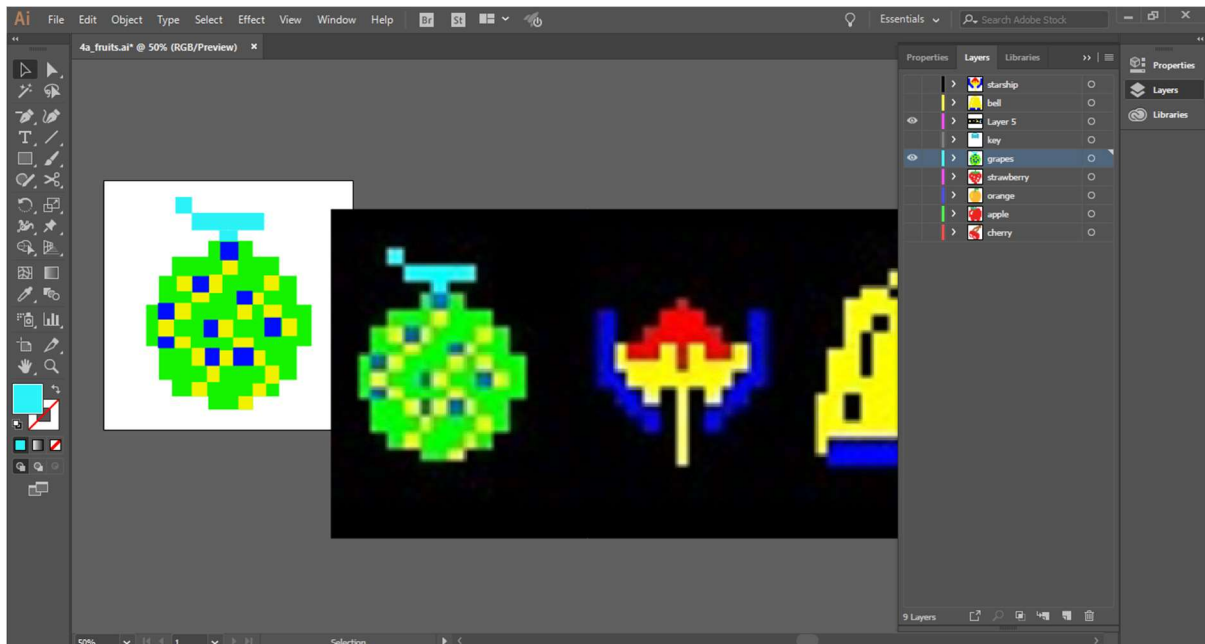 Ai File Edit Object Type Select Effect View Window Help Br St Essentials Search Adobe Stock
4a_fruits.ai* @ 50% (RGB/Preview) ×
Properties Layers Libraries
starship
bell
Layer 5
key
grapes
strawberry
orange
apple
cherry
9 Layers
Properties
Layers
Libraries
50% 1 Selection